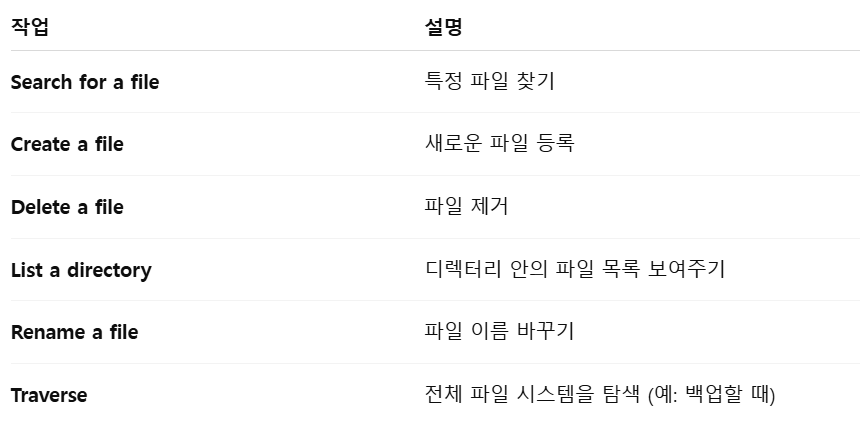 작업 설명
Search for a file 특정 파일 찾기
Create a file 새로운 파일 등록
Delete a file 파일 제거
List a directory 디렉터리 안의 파일 목록 보여주기
Rename a file 파일 이름 바꾸기
Traverse 전체 파일 시스템을 탐색 (예: 백업할 때)